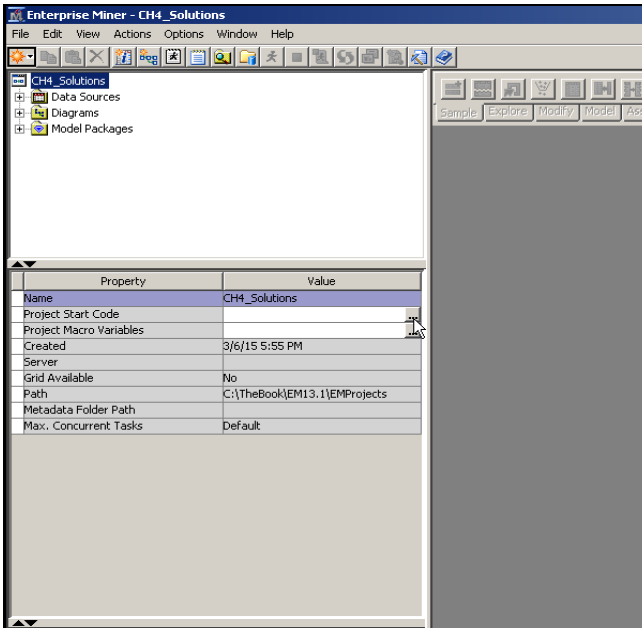 Enterprise Miner - CH4_Solutions
File Edit View Actions Options Window Help
CH4_Solutions
Data Sources
Diagrams
Model Packages
Sample Explore Modify Model Ass
Property Value
Name CH4_Solutions
Project Start Code ...
Project Macro Variables ...
Created 3/6/15 5:55 PM
Server
Grid Available No
Path C:\TheBook\EM13.1\EMProjects
Metadata Folder Path
Max. Concurrent Tasks Default